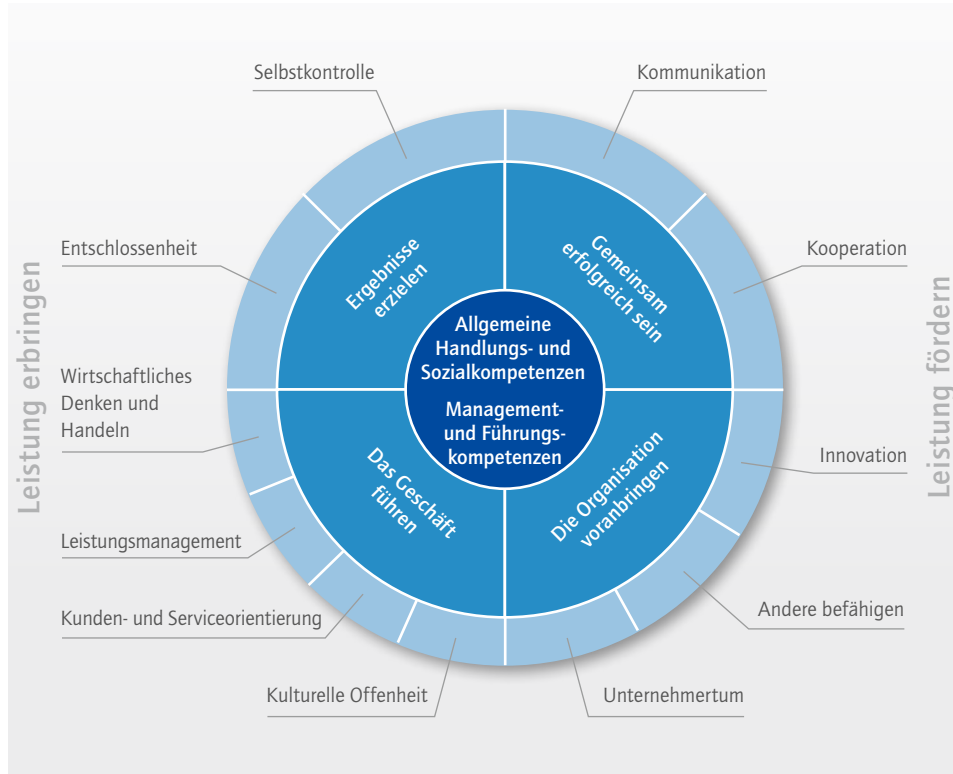 Selbstkontrolle
Kommunikation
Entschlossenheit
Kooperation
Ergebnisse
erzielen
Gemeinsam
erfolgreich sein
Leistung erbringen
Leistung fördern
Allgemeine
Handlungs- und
Sozialkompetenzen
Management-
und Führungs-
kompetenzen
Wirtschaftliches
Denken und
Handeln
Innovation
Das Geschäft
führen
Die Organisation
voranbringen
Leistungsmanagement
Andere befähigen
Kunden- und Serviceorientierung
Kulturelle Offenheit
Unternehmertum